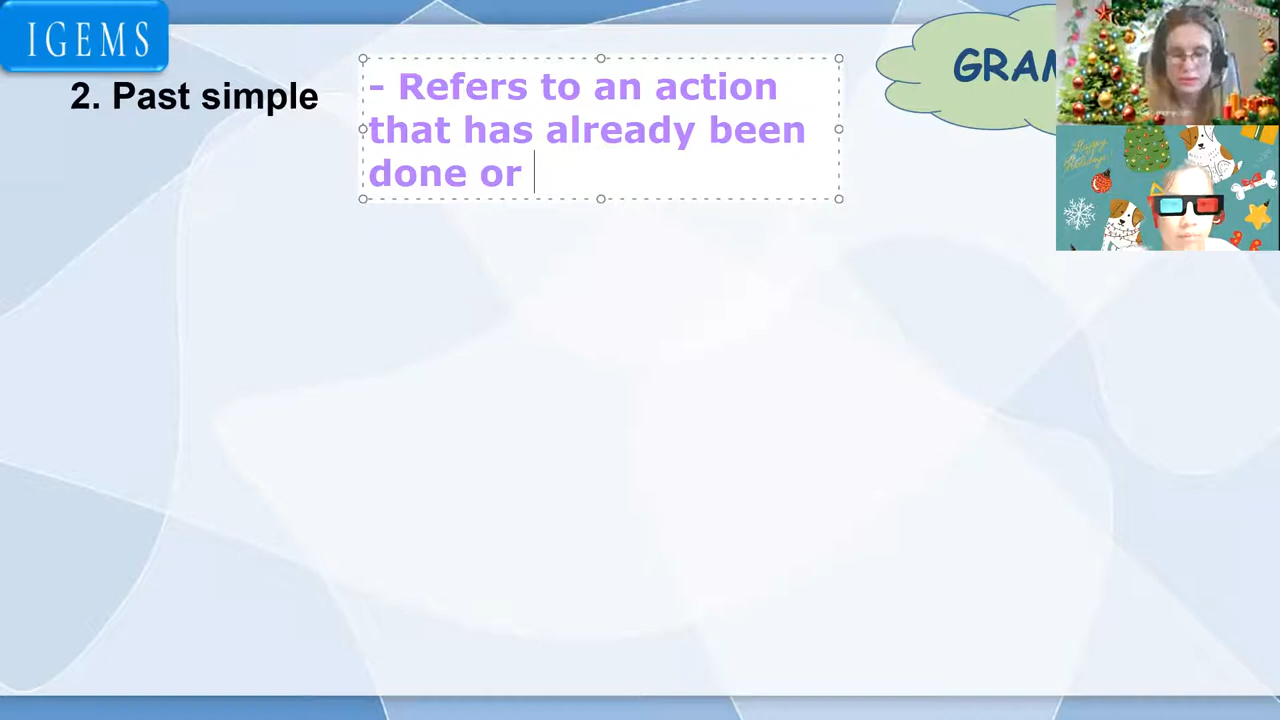 IGEMS
2. Past simple
- Refers to an action
that has already been
done or
GRAM